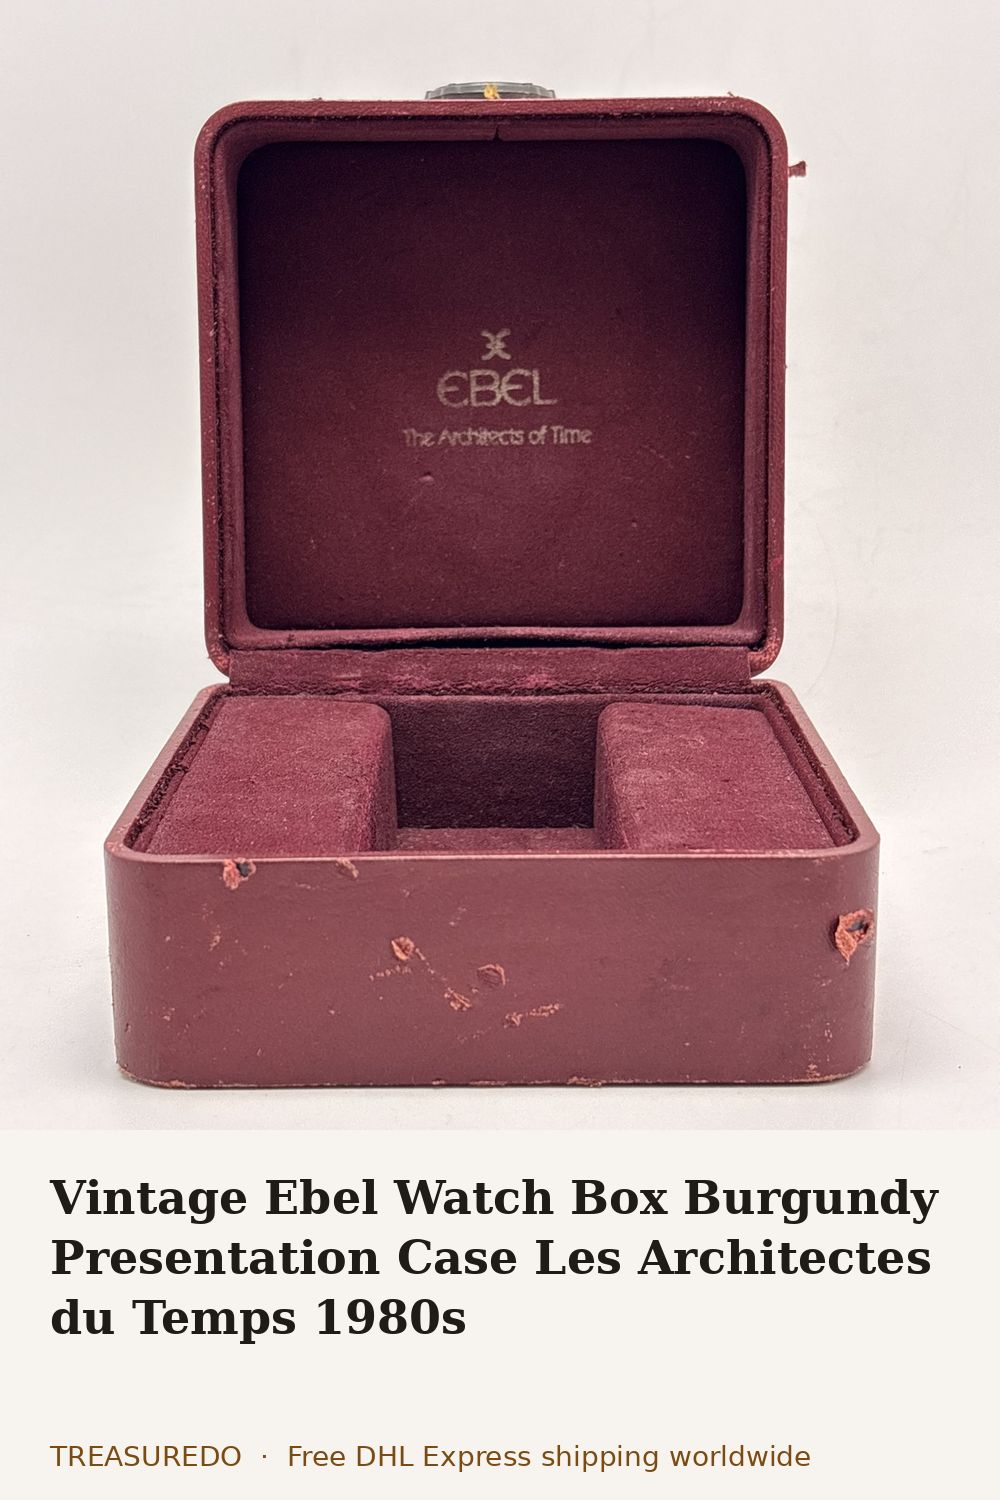 EBEL
The Architects of Time
Vintage Ebel Watch Box Burgundy
Presentation Case Les Architectes
du Temps 1980s
TREASUREDO · Free DHL Express shipping worldwide